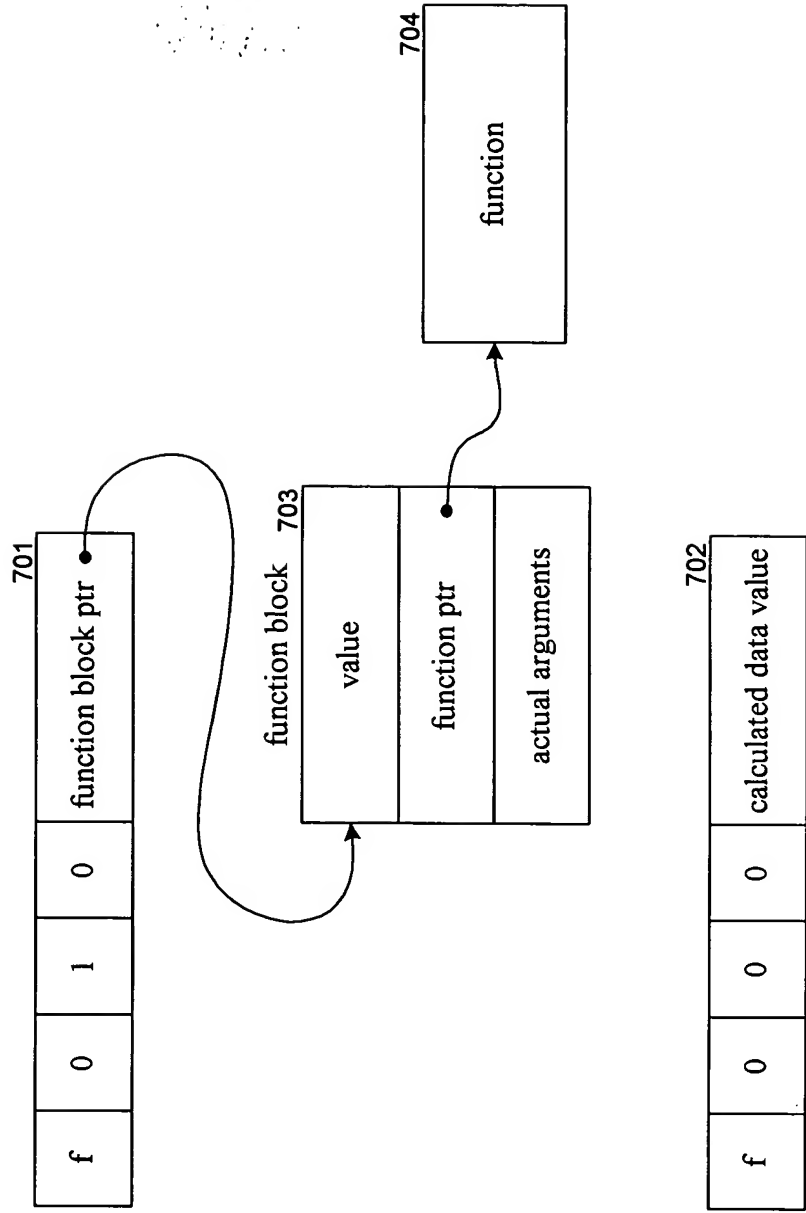 701
f 0 1 0 function block ptr
function block
703
value
function ptr
actual arguments
704
function
702
f 0 0 0 calculated data value